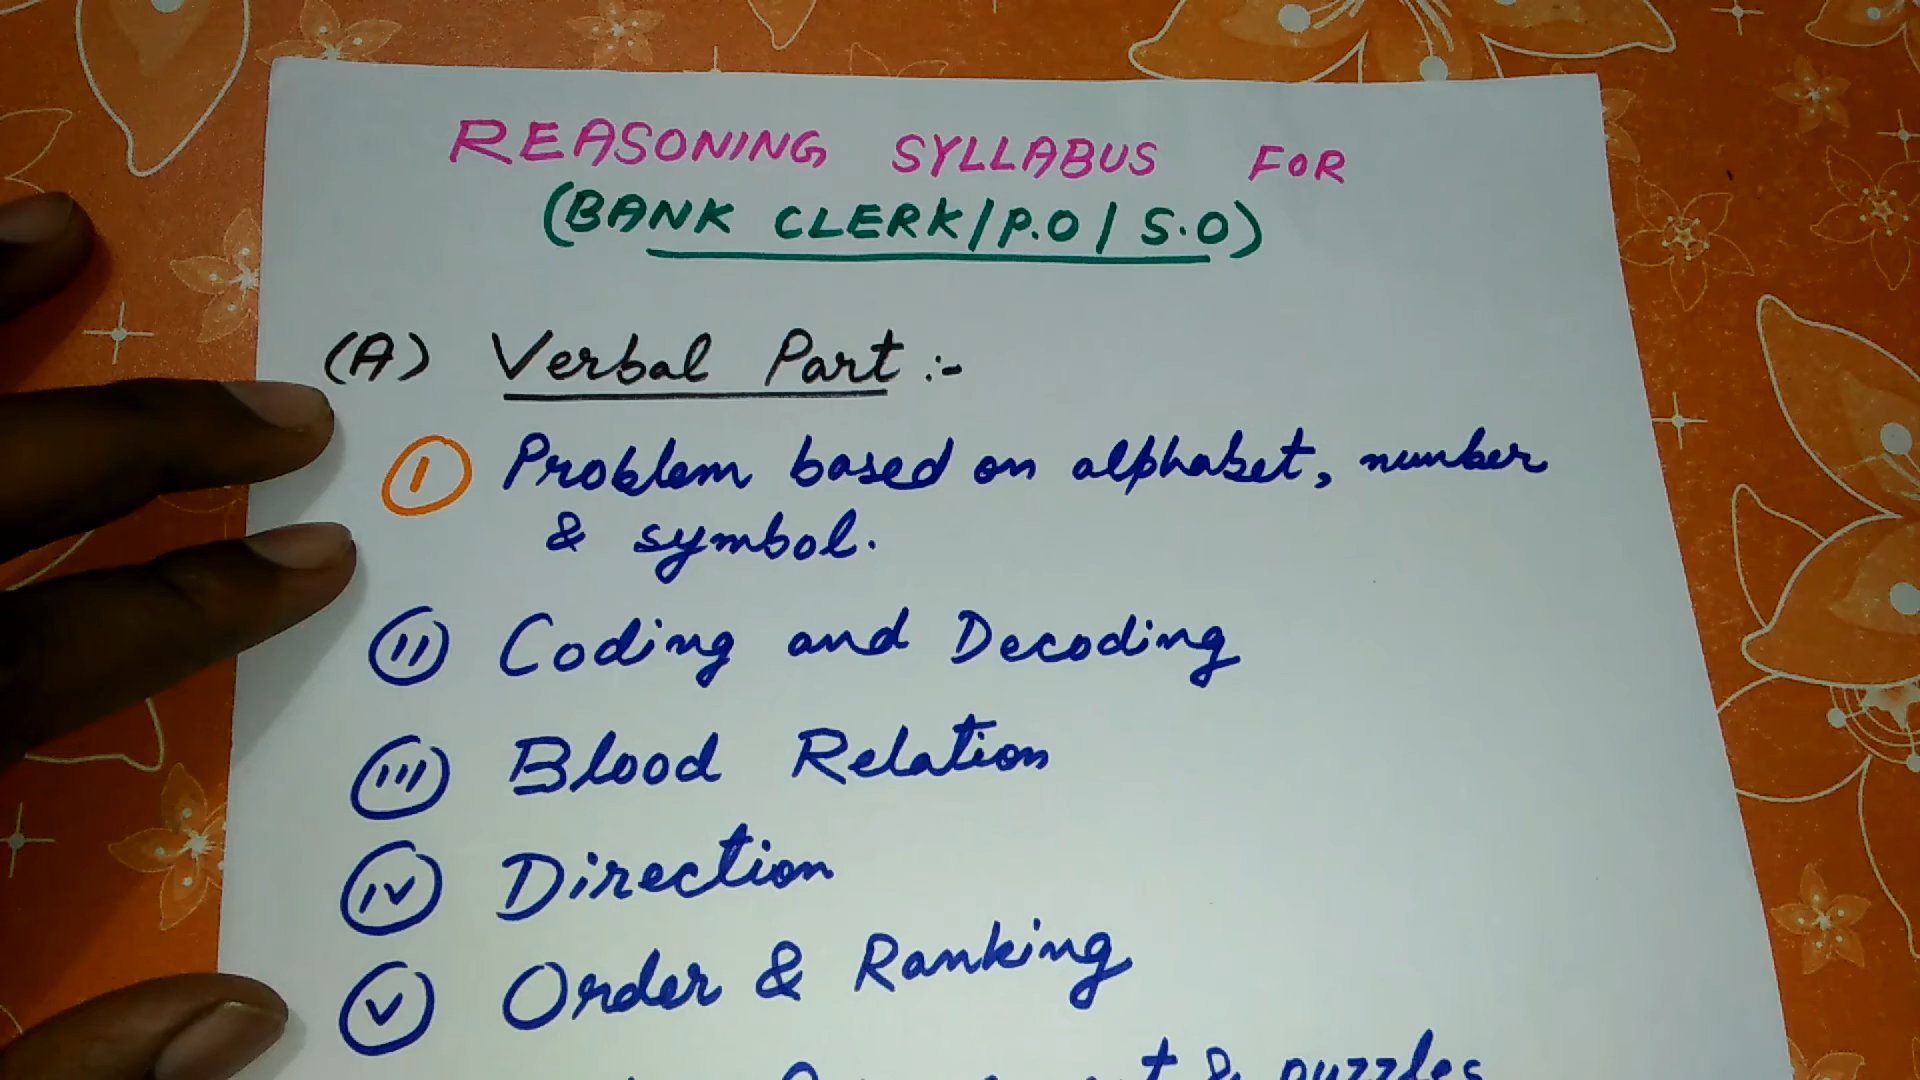 REASONING SYLLABUS FOR
(BANK CLERK/P.O/S.O)
(A) Verbal Part :-
(I) Problem based on alphabet, number
& symbol.
(II) Coding and Decoding
(III) Blood Relation
(IV) Direction
(V) Order & Ranking
& puzzles